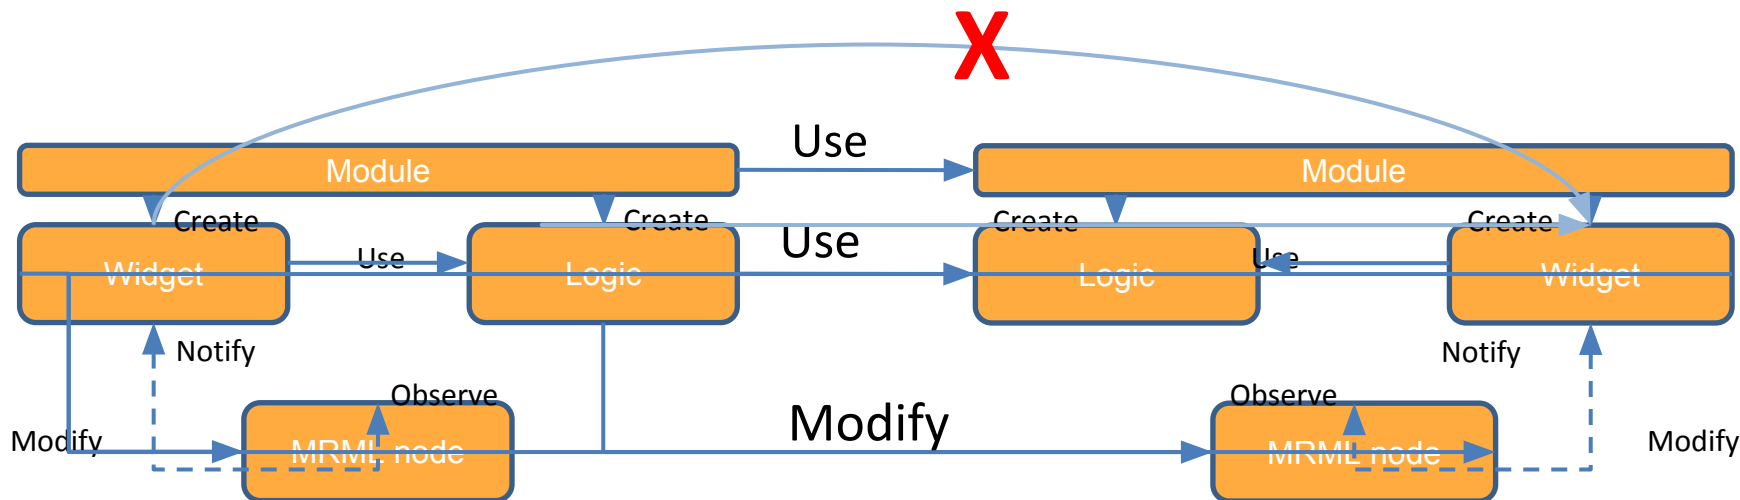 X
Use
Module
Module
Create
Create
Create
Create
Use
Use
Use
Widget
Logic
Logic
Widget
Notify
Notify
Observe
Observe
Modify
Modify
Modify
MRML node
MRML node